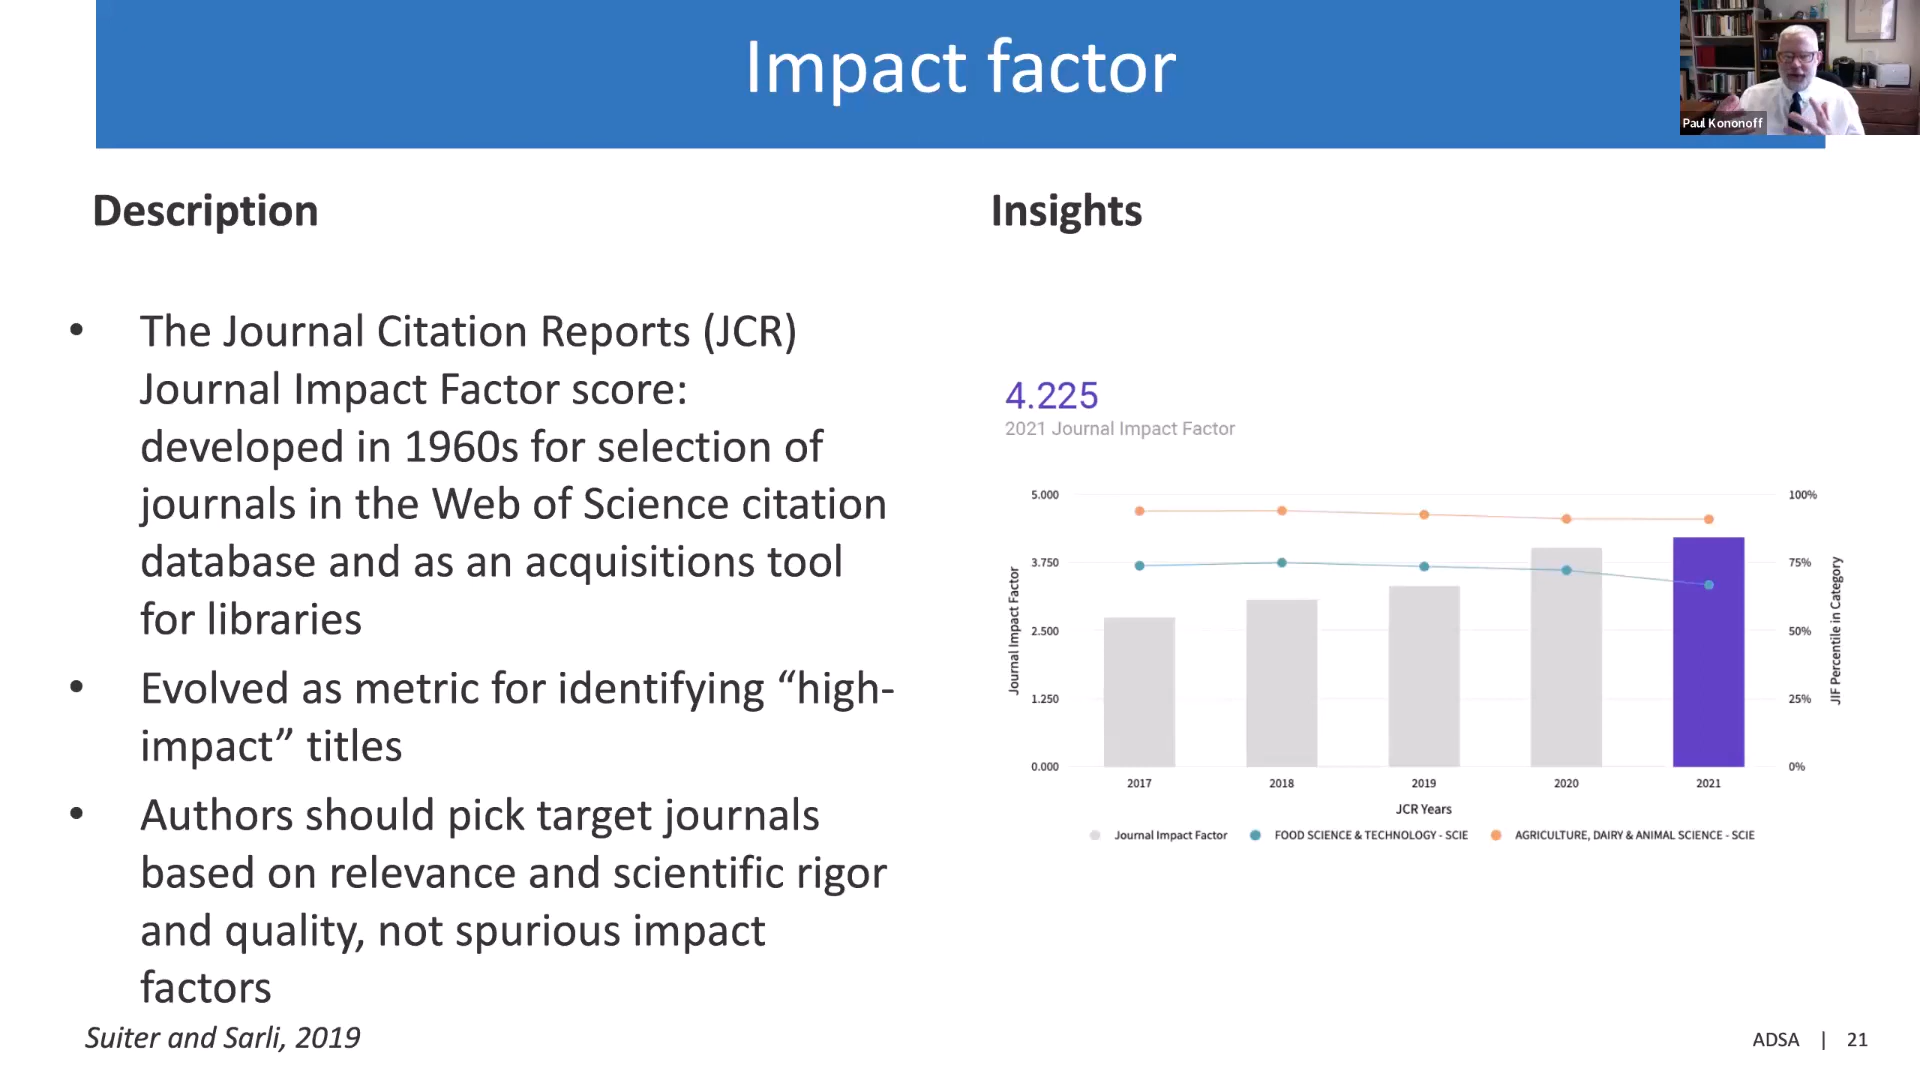 Impact factor
Paul Kononoff
Description
• The Journal Citation Reports (JCR)
Journal Impact Factor score:
developed in 1960s for selection of
journals in the Web of Science citation
database and as an acquisitions tool
for libraries
• Evolved as metric for identifying “high-
impact” titles
• Authors should pick target journals
based on relevance and scientific rigor
and quality, not spurious impact
factors
Suiter and Sarli, 2019
Insights
4.225
2021 Journal Impact Factor
Journal Impact Factor
5.000
3.750
2.500
1.250
0.000
100%
75%
50%
25%
0%
JIF Percentile in Category
2017 2018 2019 2020 2021
JCR Years
Journal Impact Factor FOOD SCIENCE & TECHNOLOGY - SCIE AGRICULTURE, DAIRY & ANIMAL SCIENCE - SCIE
ADSA | 21